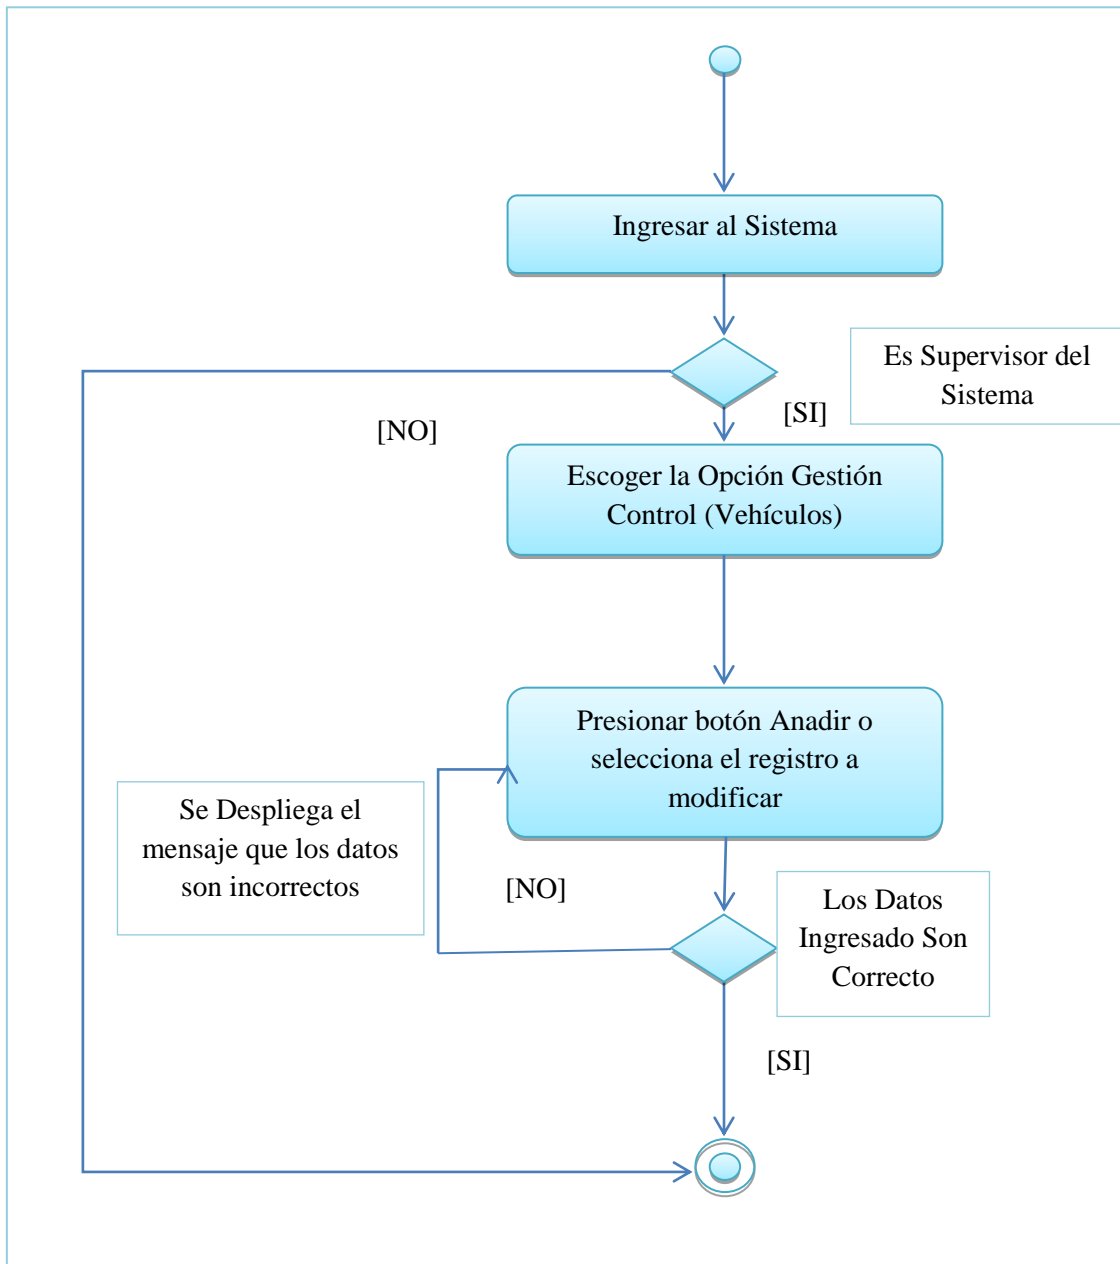 Ingresar al Sistema
Es Supervisor del
Sistema
[NO]
[SI]
Escoger la Opción Gestión
Control (Vehículos)
Presionar botón Anadir o
selecciona el registro a
modificar
Se Despliega el
mensaje que los datos
son incorrectos
[NO]
Los Datos
Ingresado Son
Correcto
[SI]